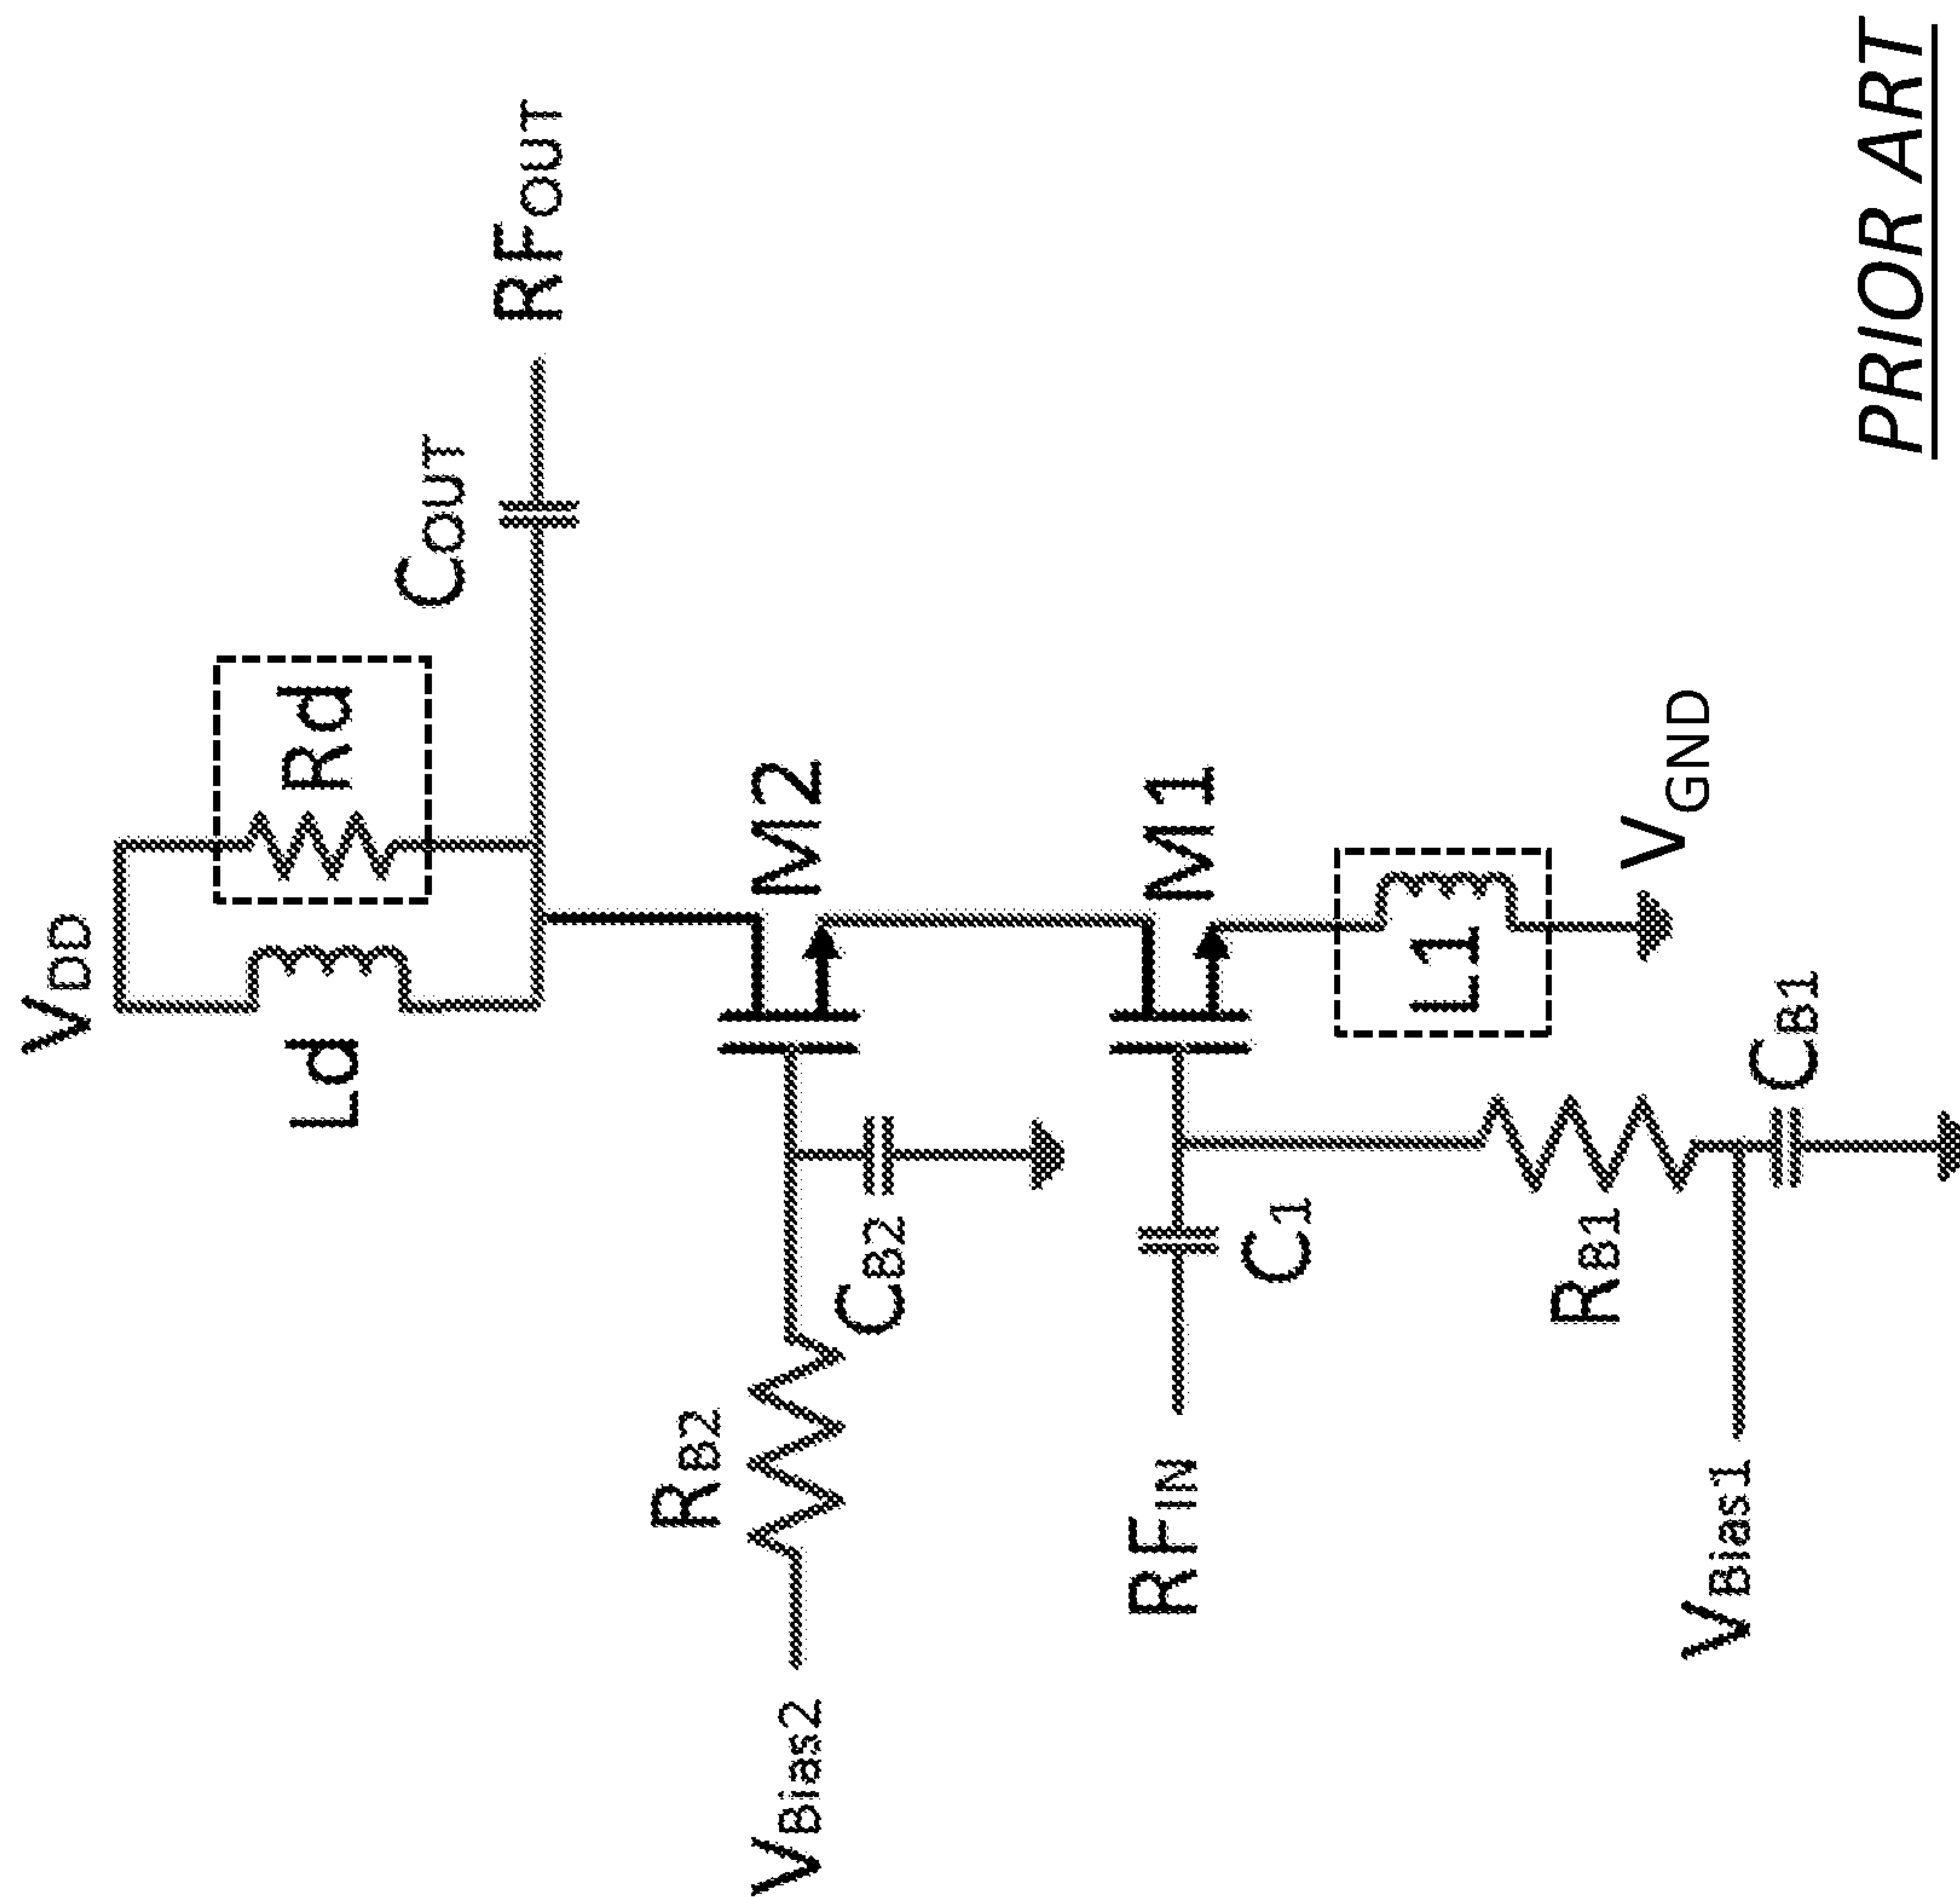 VDD
Ld
Rd
COUT
RFOUT
VBias2
RB2
CB2
M2
RFIN
C1
M1
L1
VGND
RB1
VBias1
CB1
PRIOR ART